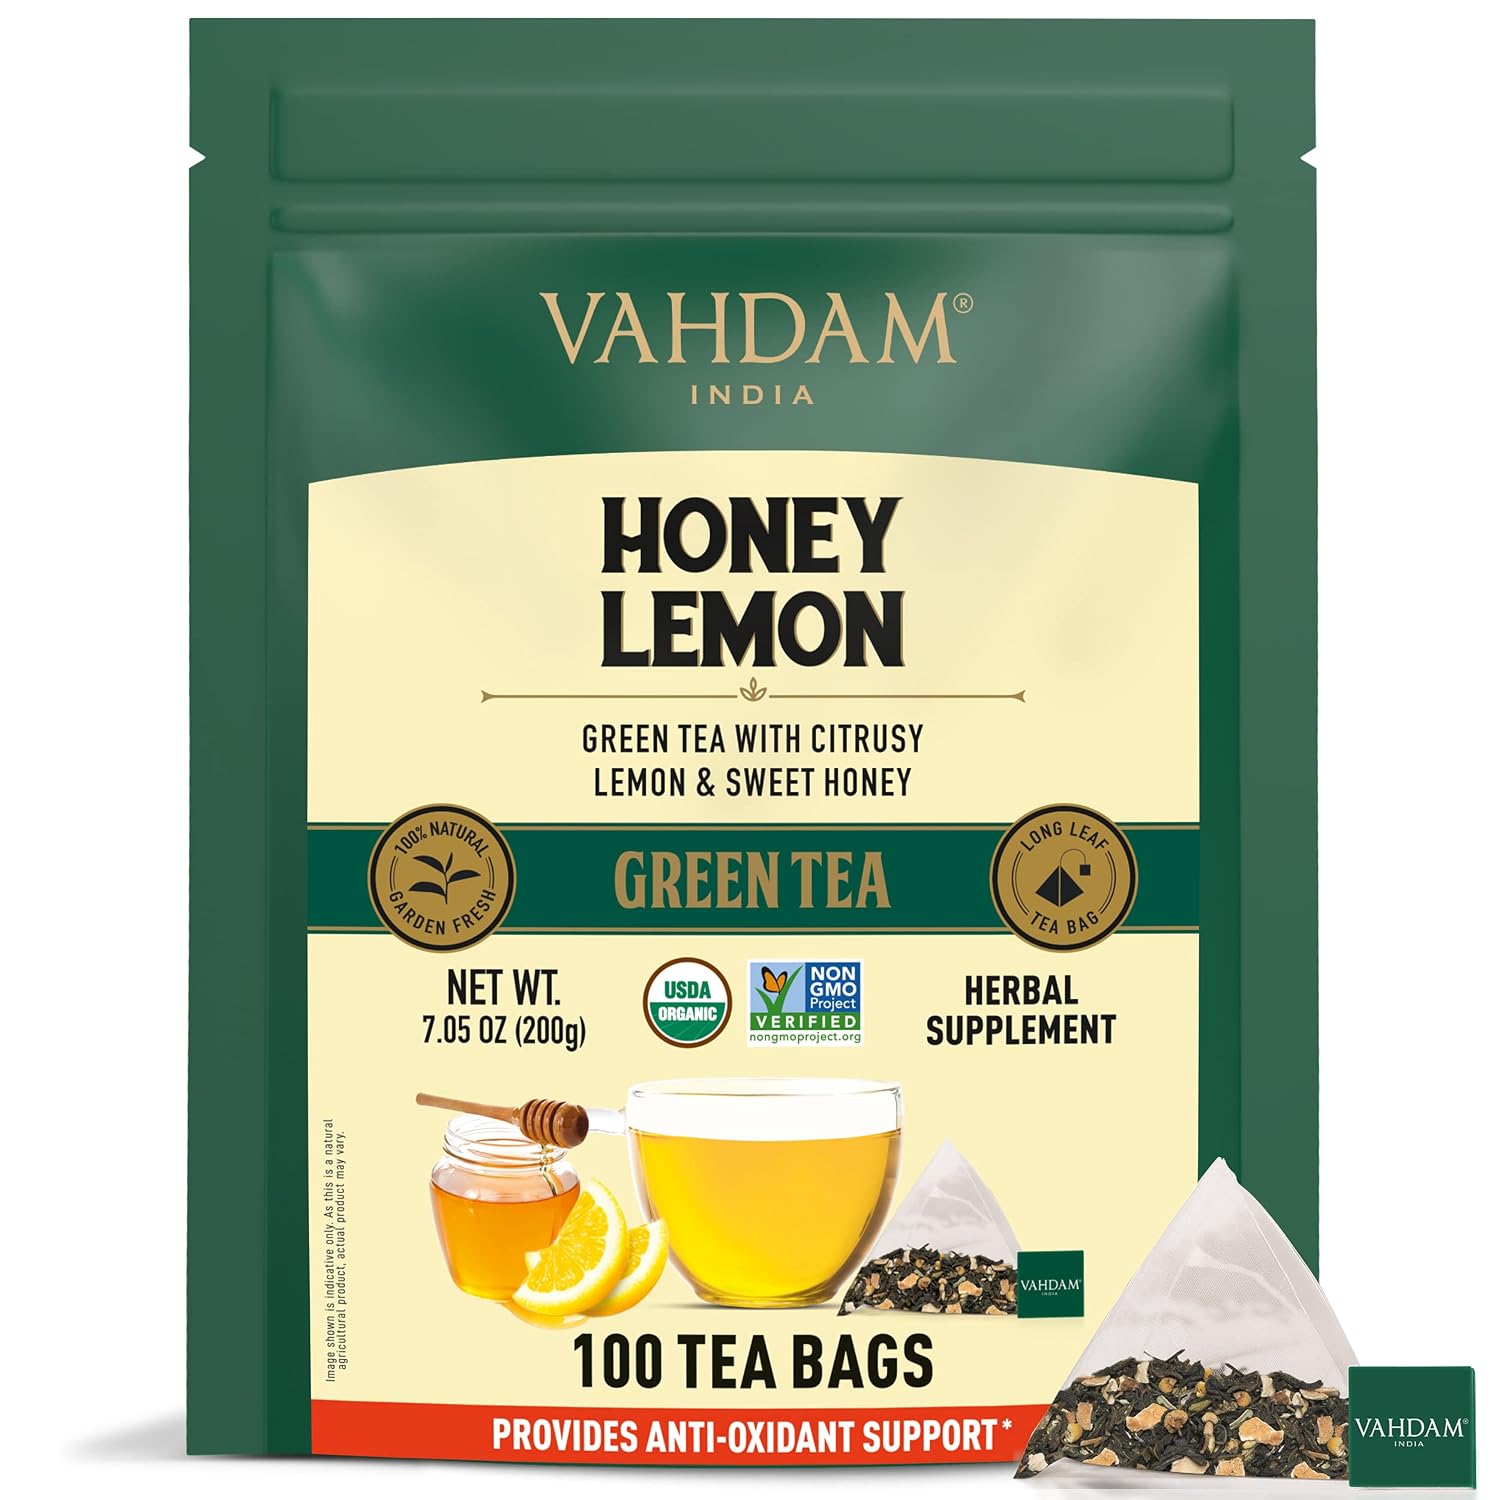 VAHDAM®
INDIA
HONEY
LEMON
GREEN TEA WITH CITRUSY
LEMON & SWEET HONEY
100% NATURAL
GARDEN FRESH
GREEN TEA
LONG LEAF
TEA BAG
NET WT.
7.05 OZ (200g)
USDA
ORGANIC
NON
GMO
Project
VERIFIED
nongmoproject.org
HERBAL
SUPPLEMENT
Image shown is indicative only. As this is a natural
agricultural product, actual product may vary.
VAHDAM
INDIA
100 TEA BAGS
PROVIDES ANTI-OXIDANT SUPPORT*
VAHDAM®
INDIA